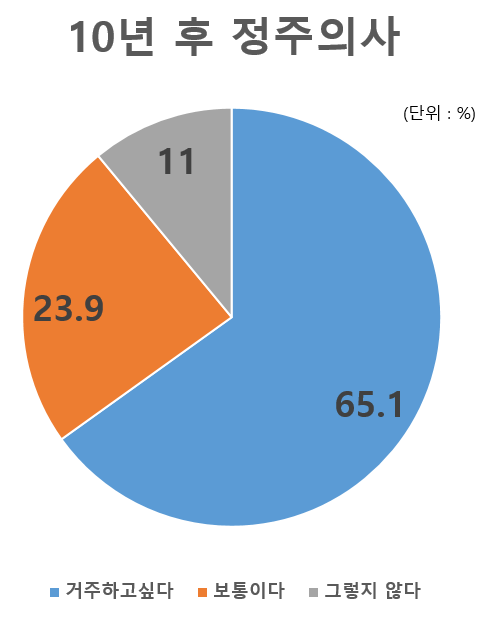 10년 후 정주의사
(단위 : %)
11
23.9
65.1
거주하고싶다 보통이다 그렇지 않다